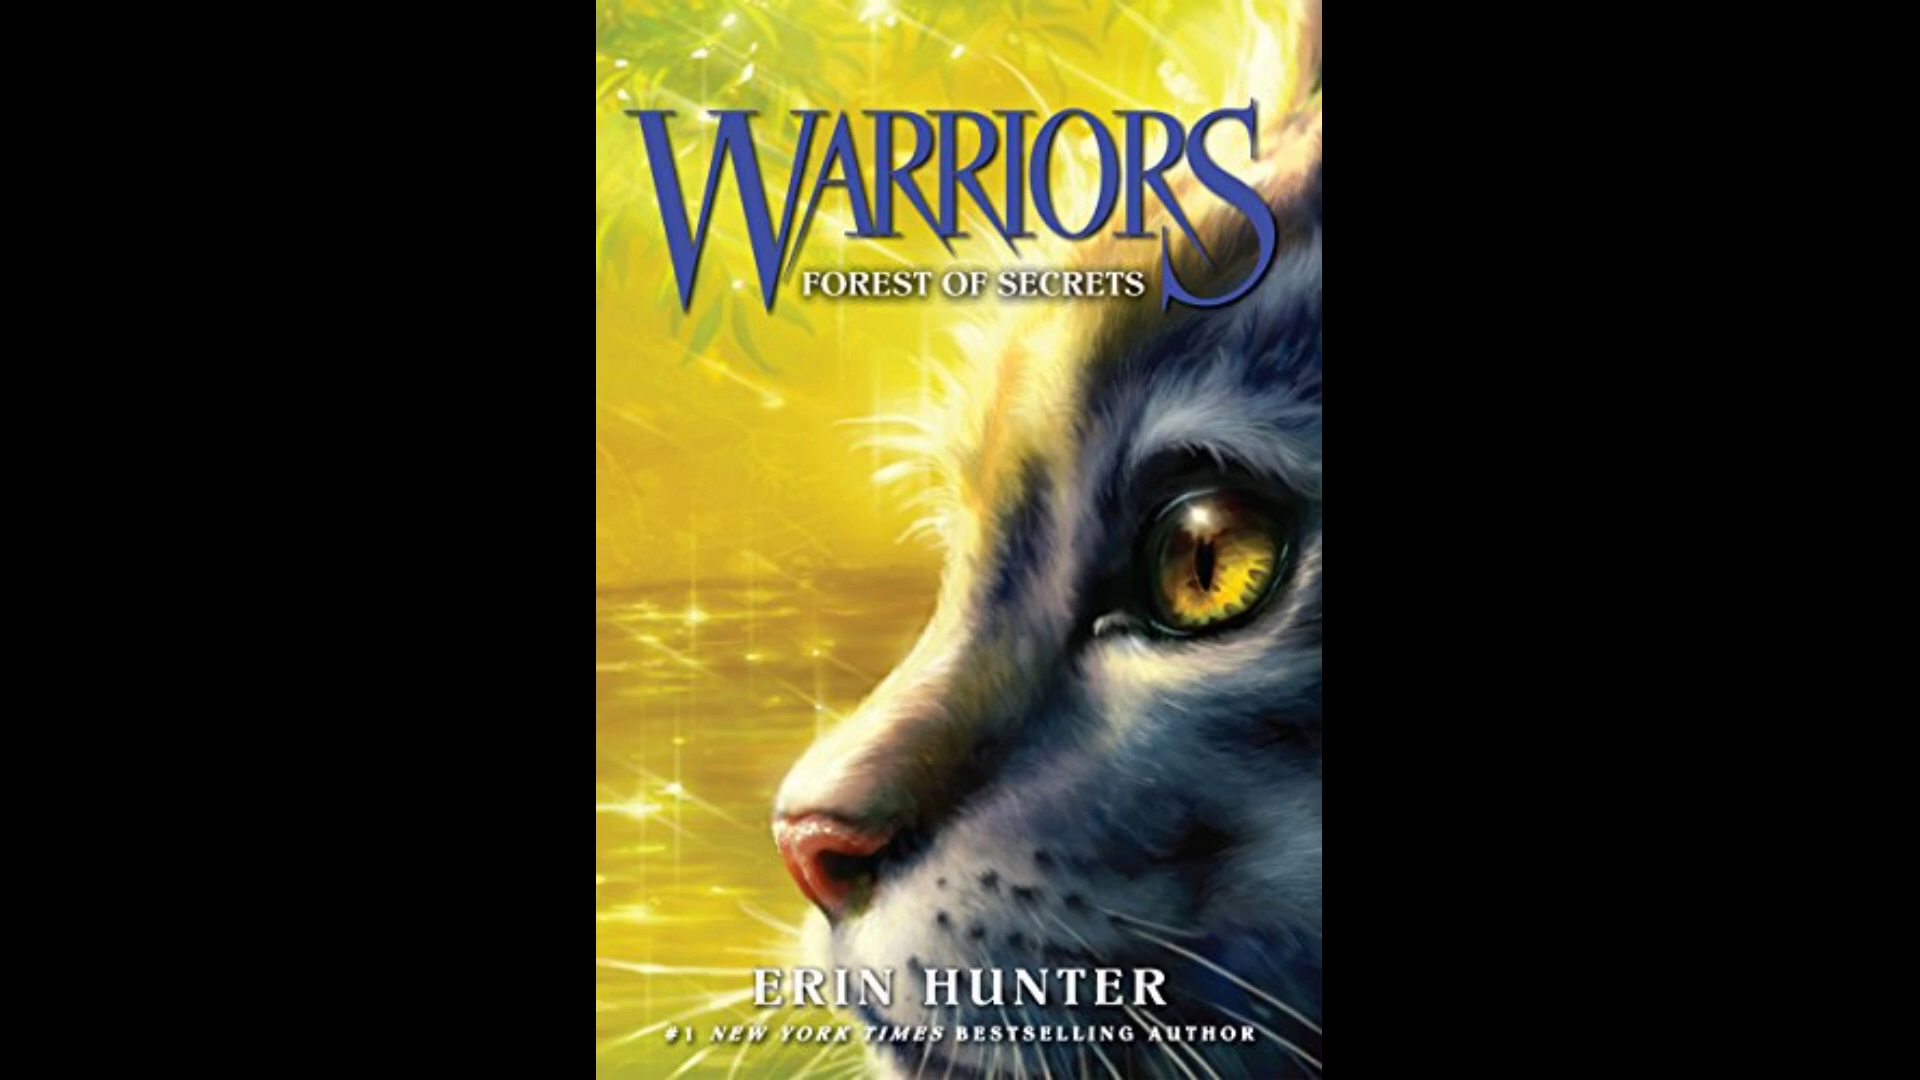 WARRIORS
FOREST OF SECRETS
ERIN HUNTER
#1 NEW YORK TIMES BESTSELLING AUTHOR